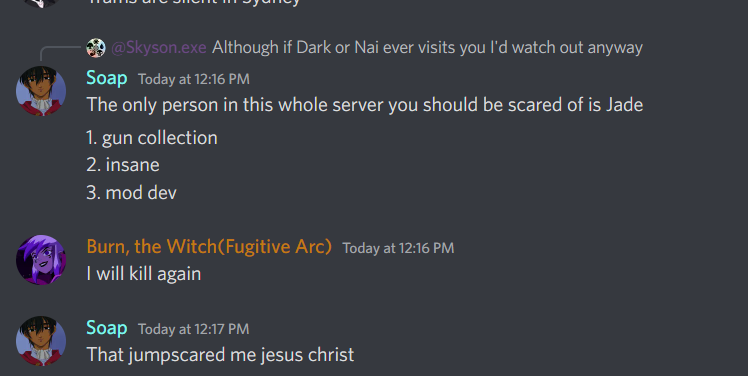 Trams are silent in Sydney
@Skyson.exe Although if Dark or Nai ever visits you I'd watch out anyway
Soap Today at 12:16 PM
The only person in this whole server you should be scared of is Jade
1. gun collection
2. insane
3. mod dev
Burn, the Witch(Fugitive Arc) Today at 12:16 PM
I will kill again
Soap Today at 12:17 PM
That jumpscared me jesus christ